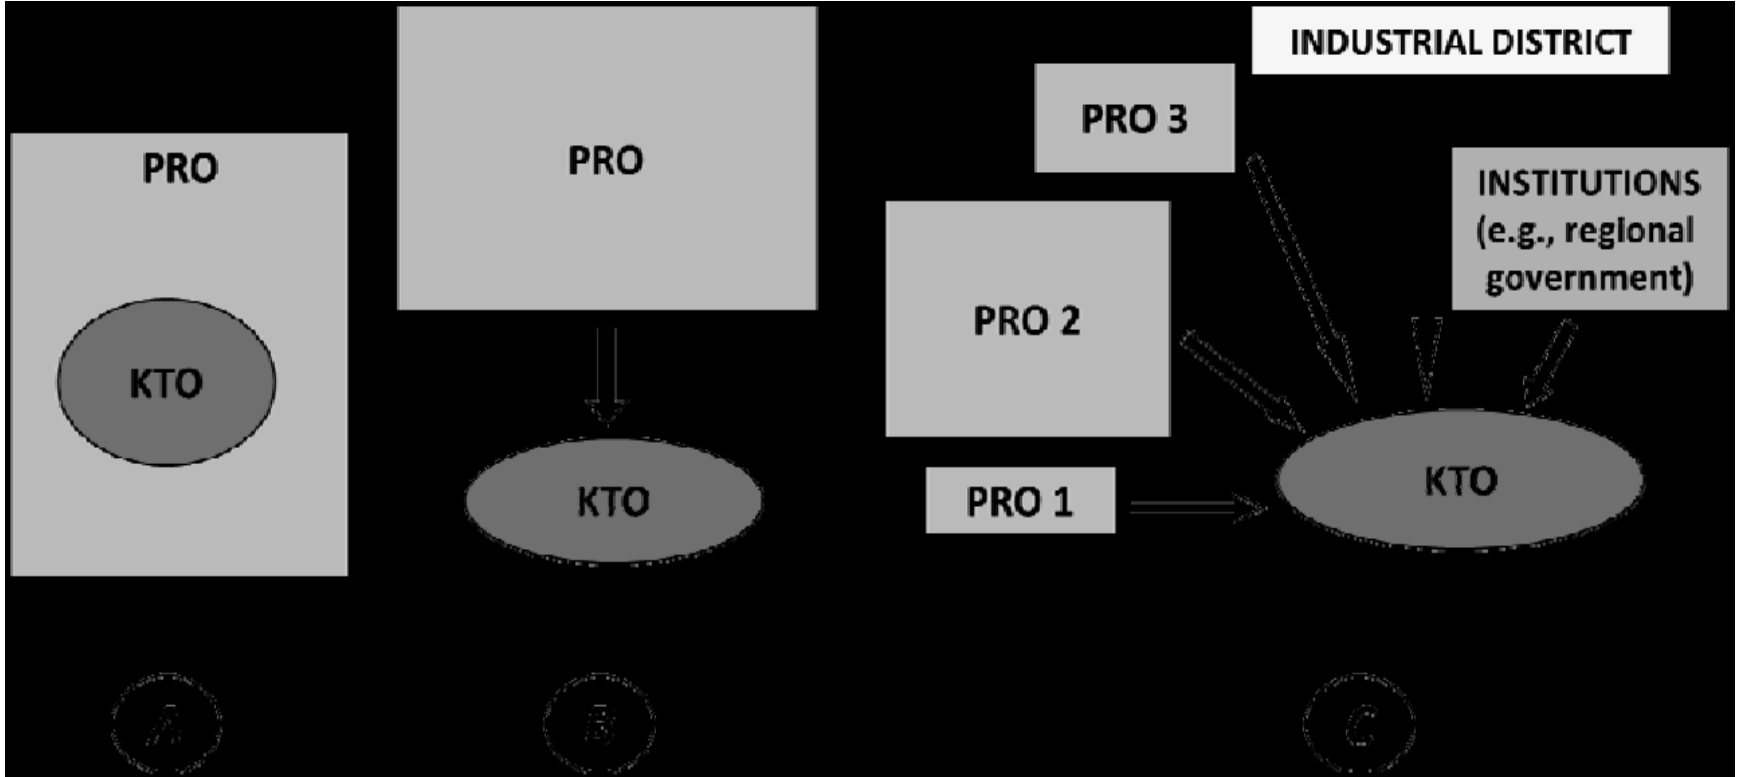 PRO
KTO
A
PRO
KTO
B
INDUSTRIAL DISTRICT
PRO 3
INSTITUTIONS
(e.g., regional
government)
PRO 2
PRO 1
KTO
C